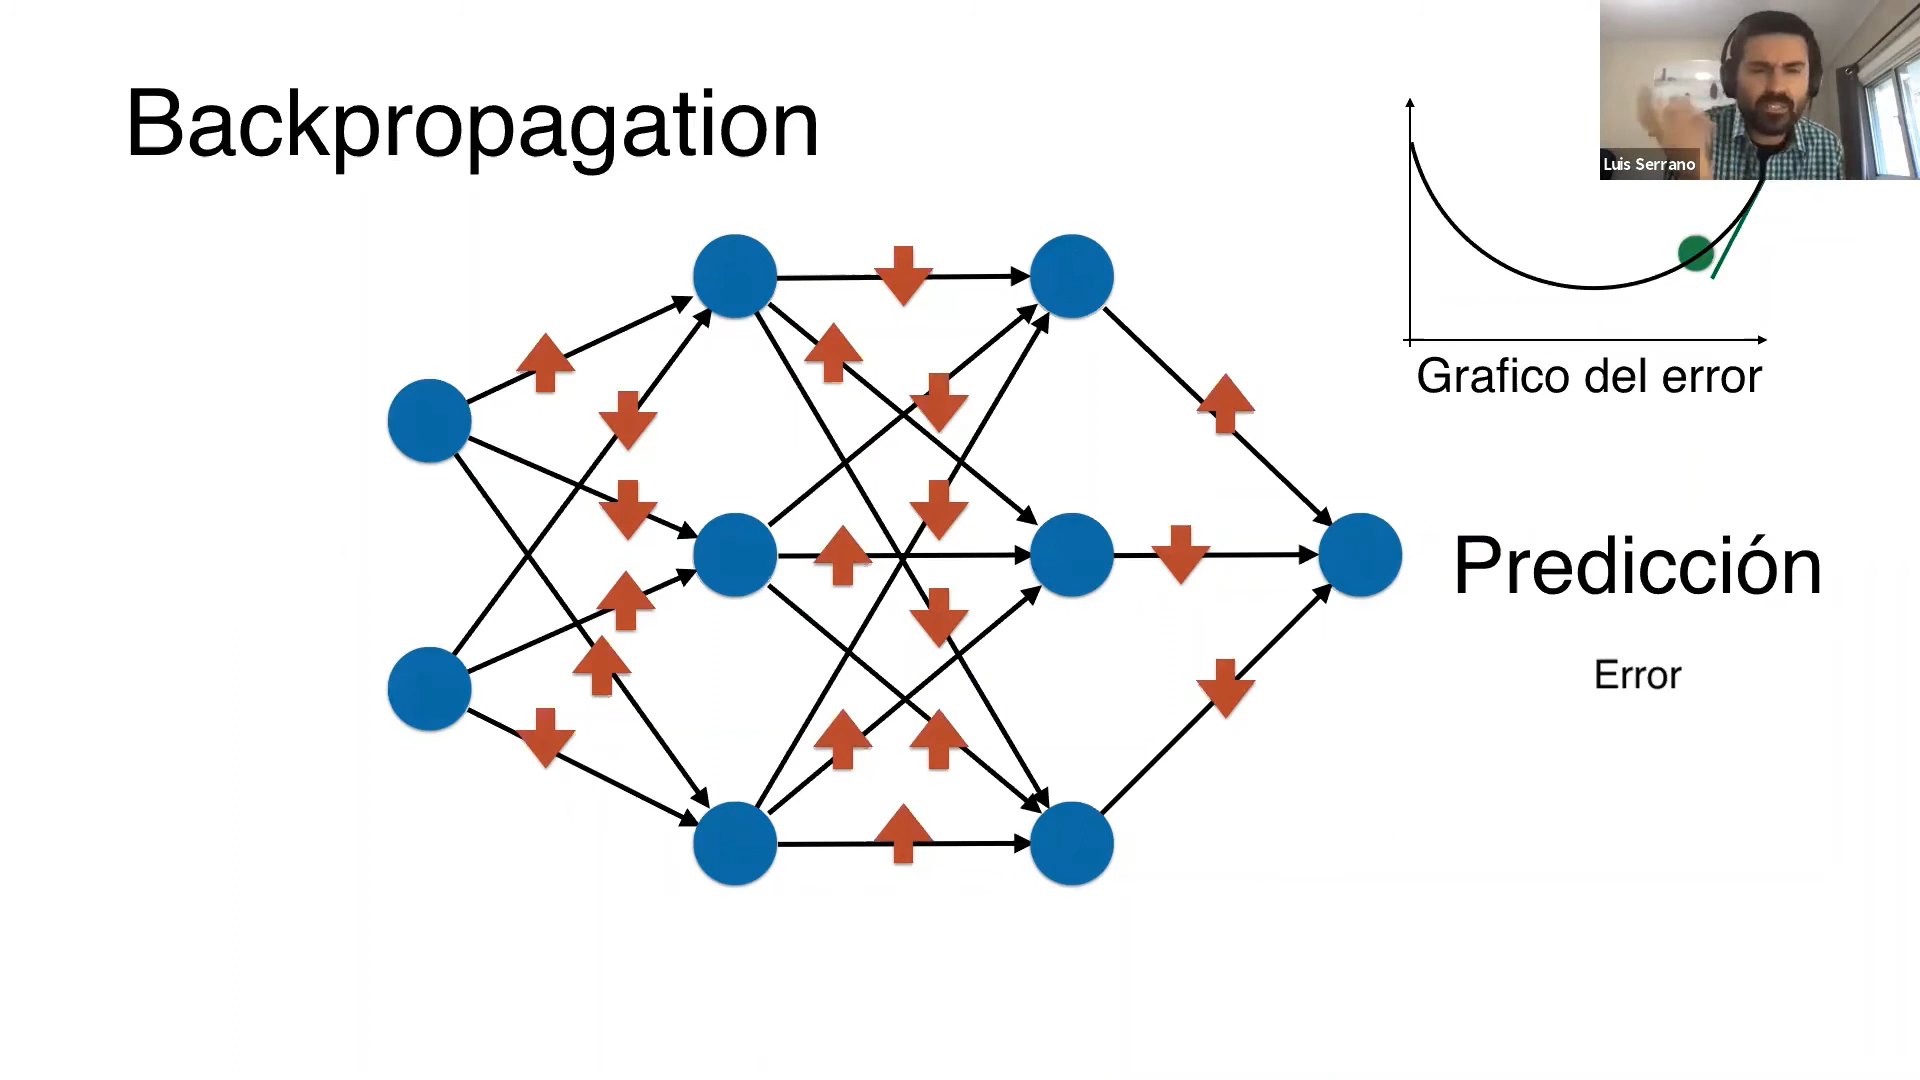 Backpropagation
Luis Serrano
Grafico del error
Predicción
Error